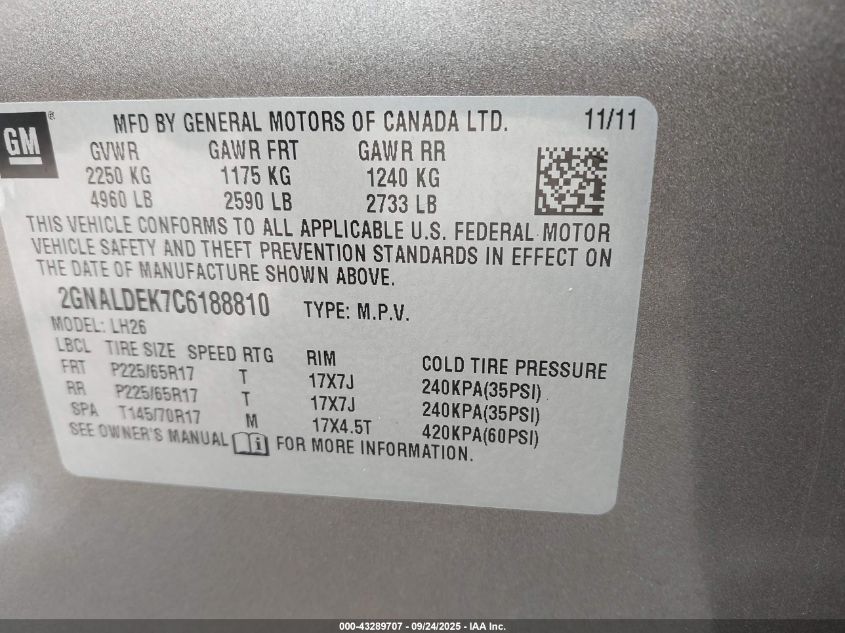 GM®
MFD BY GENERAL MOTORS OF CANADA LTD. 11/11
GVWR GAWR FRT GAWR RR
2250 KG 1175 KG 1240 KG
4960 LB 2590 LB 2733 LB
THIS VEHICLE CONFORMS TO ALL APPLICABLE U.S. FEDERAL MOTOR
VEHICLE SAFETY AND THEFT PREVENTION STANDARDS IN EFFECT ON
THE DATE OF MANUFACTURE SHOWN ABOVE.
2GNALDEK7C6188810 TYPE: M.P.V.
MODEL: LH26
LBCL TIRE SIZE SPEED RTG RIM COLD TIRE PRESSURE
FRT P225/65R17 T 17X7J 240KPA(35PSI)
RR P225/65R17 T 17X7J 240KPA(35PSI)
SPA T145/70R17 M 17X4.5T 420KPA(60PSI)
SEE OWNER'S MANUAL FOR MORE INFORMATION.
000-43289707 - 09/24/2025 - IAA Inc.